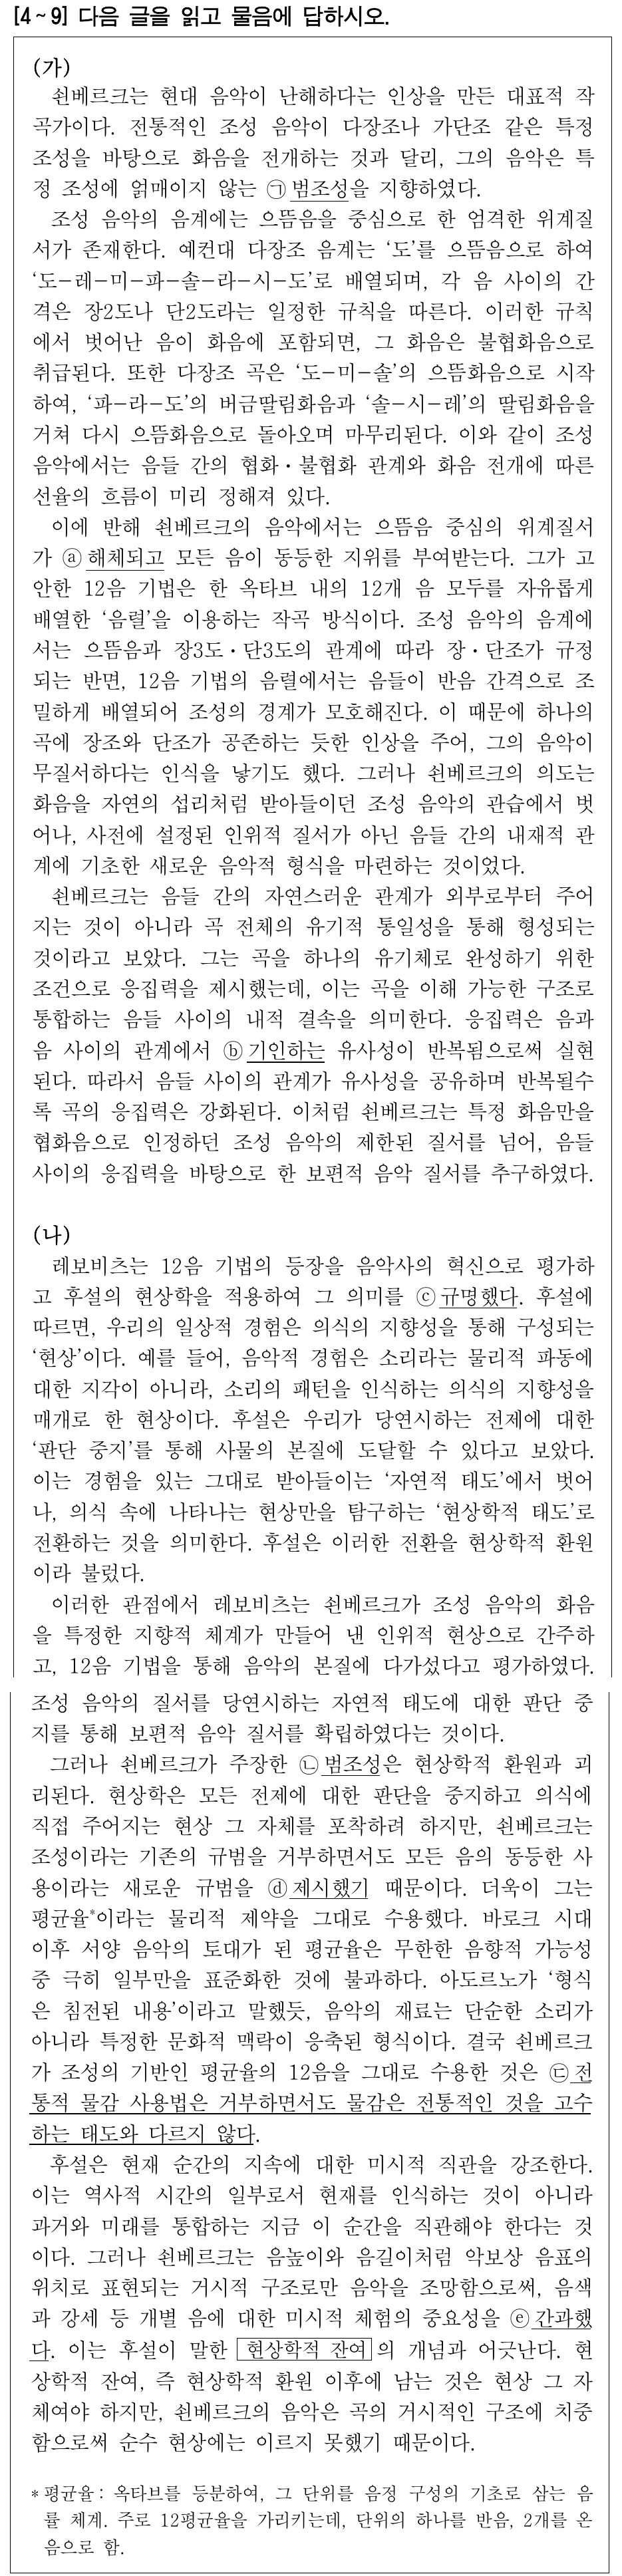 [4~9] 다음 글을 읽고 물음에 답하시오.
(가)
쇤베르크는 현대 음악이 난해하다는 인상을 만든 대표적 작
곡가이다. 전통적인 조성 음악이 다장조나 가단조 같은 특정
조성을 바탕으로 화음을 전개하는 것과 달리, 그의 음악은 특
정 조성에 얽매이지 않는 ㉠범조성을 지향하였다.
조성 음악의 음계에는 으뜸음을 중심으로 한 엄격한 위계질
서가 존재한다. 예컨대 다장조 음계는 ‘도’를 으뜸음으로 하여
‘도-레-미-파-솔-라-시-도’로 배열되며, 각 음 사이의 간
격은 장2도나 단2도라는 일정한 규칙을 따른다. 이러한 규칙
에서 벗어난 음이 화음에 포함되면, 그 화음은 불협화음으로
취급된다. 또한 다장조 곡은 ‘도-미-솔’의 으뜸화음으로 시작
하여, ‘파-라-도’의 버금딸림화음과 ‘솔-시-레’의 딸림화음을
거쳐 다시 으뜸화음으로 돌아오며 마무리된다. 이와 같이 조성
음악에서는 음들 간의 협화·불협화 관계와 화음 전개에 따른
선율의 흐름이 미리 정해져 있다.
이에 반해 쇤베르크의 음악에서는 으뜸음 중심의 위계질서
가 ⓐ해체되고 모든 음이 동등한 지위를 부여받는다. 그가 고
안한 12음 기법은 한 옥타브 내의 12개 음 모두를 자유롭게
배열한 ‘음렬’을 이용하는 작곡 방식이다. 조성 음악의 음계에
서는 으뜸음과 장3도·단3도의 관계에 따라 장·단조가 규정
되는 반면, 12음 기법의 음렬에서는 음들이 반음 간격으로 조
밀하게 배열되어 조성의 경계가 모호해진다. 이 때문에 하나의
곡에 장조와 단조가 공존하는 듯한 인상을 주어, 그의 음악이
무질서하다는 인식을 낳기도 했다. 그러나 쇤베르크의 의도는
화음을 자연의 섭리처럼 받아들이던 조성 음악의 관습에서 벗
어나, 사전에 설정된 인위적 질서가 아닌 음들 간의 내재적 관
계에 기초한 새로운 음악적 형식을 마련하는 것이었다.
쇤베르크는 음들 간의 자연스러운 관계가 외부로부터 주어
지는 것이 아니라 곡 전체의 유기적 통일성을 통해 형성되는
것이라고 보았다. 그는 곡을 하나의 유기체로 완성하기 위한
조건으로 응집력을 제시했는데, 이는 곡을 이해 가능한 구조로
통합하는 음들 사이의 내적 결속을 의미한다. 응집력은 음과
음 사이의 관계에서 ⓑ기인하는 유사성이 반복됨으로써 실현
된다. 따라서 음들 사이의 관계가 유사성을 공유하며 반복될수
록 곡의 응집력은 강화된다. 이처럼 쇤베르크는 특정 화음만을
협화음으로 인정하던 조성 음악의 제한된 질서를 넘어, 음들
사이의 응집력을 바탕으로 한 보편적 음악 질서를 추구하였다.
(나)
레보비츠는 12음 기법의 등장을 음악사의 혁신으로 평가하
고 후설의 현상학을 적용하여 그 의미를 ⓒ규명했다. 후설에
따르면, 우리의 일상적 경험은 의식의 지향성을 통해 구성되는
‘현상’이다. 예를 들어, 음악적 경험은 소리라는 물리적 파동에
대한 지각이 아니라, 소리의 패턴을 인식하는 의식의 지향성을
매개로 한 현상이다. 후설은 우리가 당연시하는 전제에 대한
‘판단 중지’를 통해 사물의 본질에 도달할 수 있다고 보았다.
이는 경험을 있는 그대로 받아들이는 ‘자연적 태도’에서 벗어
나, 의식 속에 나타나는 현상만을 탐구하는 ‘현상학적 태도’로
전환하는 것을 의미한다. 후설은 이러한 전환을 현상학적 환원
이라 불렀다.
이러한 관점에서 레보비츠는 쇤베르크가 조성 음악의 화음
을 특정한 지향적 체계가 만들어 낸 인위적 현상으로 간주하
고, 12음 기법을 통해 음악의 본질에 다가섰다고 평가하였다.
조성 음악의 질서를 당연시하는 자연적 태도에 대한 판단 중
지를 통해 보편적 음악 질서를 확립하였다는 것이다.
그러나 쇤베르크가 주장한 ㉡범조성은 현상학적 환원과 괴
리된다. 현상학은 모든 전제에 대한 판단을 중지하고 의식에
직접 주어지는 현상 그 자체를 포착하려 하지만, 쇤베르크는
조성이라는 기존의 규범을 거부하면서도 모든 음의 동등한 사
용이라는 새로운 규범을 ⓓ제시했기 때문이다. 더욱이 그는
평균율*이라는 물리적 제약을 그대로 수용했다. 바로크 시대
이후 서양 음악의 토대가 된 평균율은 무한한 음향적 가능성
중 극히 일부만을 표준화한 것에 불과하다. 아도르노가 ‘형식
은 침전된 내용’이라고 말했듯, 음악의 재료는 단순한 소리가
아니라 특정한 문화적 맥락이 응축된 형식이다. 결국 쇤베르크
가 조성의 기반인 평균율의 12음을 그대로 수용한 것은 ㉢전
통적 물감 사용법은 거부하면서도 물감은 전통적인 것을 고수
하는 태도와 다르지 않다.
후설은 현재 순간의 지속에 대한 미시적 직관을 강조한다.
이는 역사적 시간의 일부로서 현재를 인식하는 것이 아니라
과거와 미래를 통합하는 지금 이 순간을 직관해야 한다는 것
이다. 그러나 쇤베르크는 음높이와 음길이처럼 악보상 음표의
위치로 표현되는 거시적 구조로만 음악을 조망함으로써, 음색
과 강세 등 개별 음에 대한 미시적 체험의 중요성을 ⓔ간과했
다. 이는 후설이 말한 현상학적 잔여의 개념과 어긋난다. 현
상학적 잔여, 즉 현상학적 환원 이후에 남는 것은 현상 그 자
체여야 하지만, 쇤베르크의 음악은 곡의 거시적인 구조에 치중
함으로써 순수 현상에는 이르지 못했기 때문이다.
* 평균율: 옥타브를 등분하여, 그 단위를 음정 구성의 기초로 삼는 음
률 체계. 주로 12평균율을 가리키는데, 단위의 하나를 반음, 2개를 온
음으로 함.